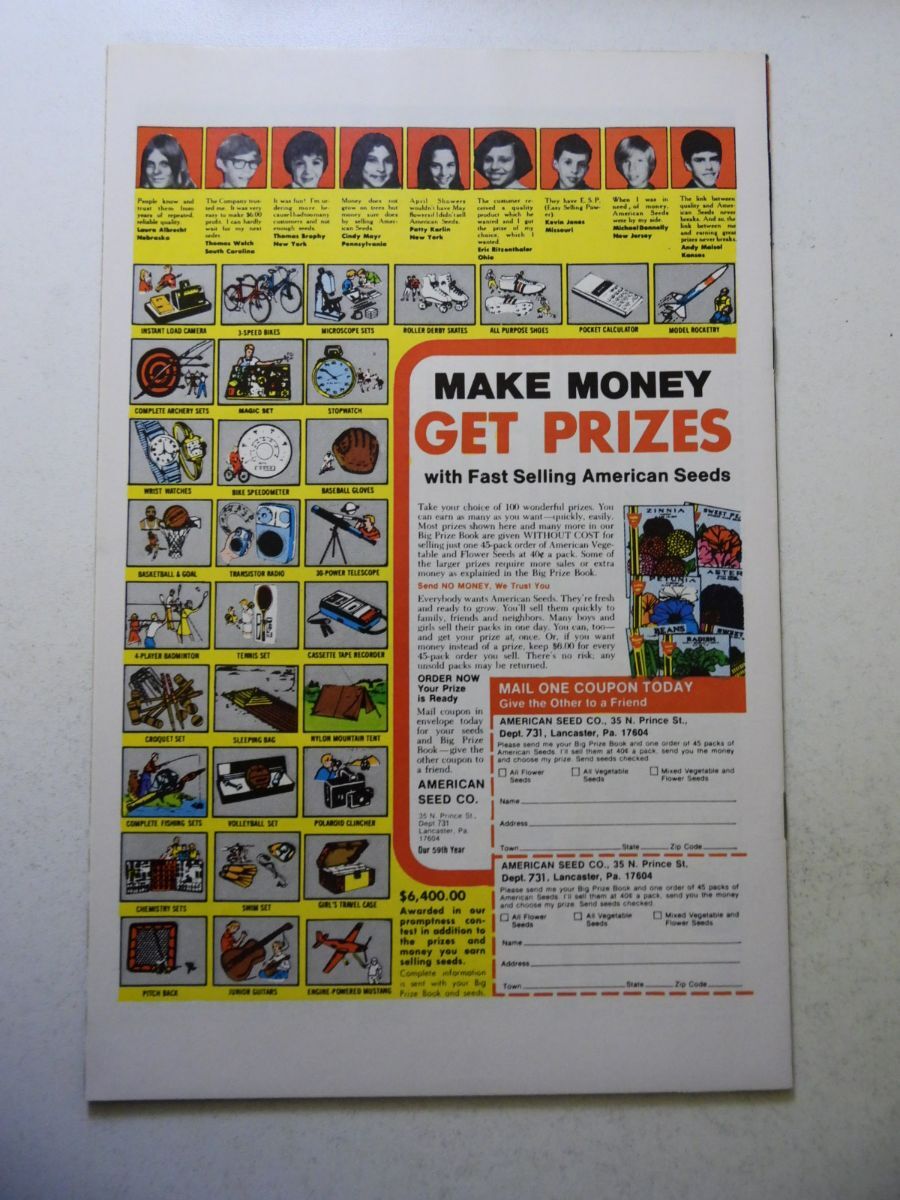 People know and
trust them from
years of repeated,
reliable quality.
Laura Albrecht
Nebraska
The Company trus-
ted me. It was very
easy to make $6.00
profit. I can hardly
wait for my next
order.
Thomas Welch
South Carolina
It was fun! I'm or-
dering more be-
cause I had too many
customers and not
enough seeds.
Thomas Brophy
New York
Money does not
grow on trees but
money sure does
by selling Amer-
ican Seeds.
Cindy Mayr
Pennsylvania
April Showers
wouldn't have May
flowers if I didn't sell
American Seeds.
Patty Karlin
New York
The customer re-
ceived a quality
product which he
wanted and I got
the prize of my
choice, which I
wanted.
Eric Ritzenthaler
Ohio
They have E.S.P.
(Easy Selling Pow-
er)
Kevin Jones
Missouri
When I was in
need, of money,
American Seeds
were by my side.
Michael Donnelly
New Jersey
The link between
quality and Amer-
ican Seeds never
breaks. And so, the
link between me
and earning great
prizes never breaks.
Andy Maisol
Kansas
INSTANT LOAD CAMERA
3-SPEED BIKES
MICROSCOPE SETS
ROLLER DERBY SKATES
ALL PURPOSE SHOES
POCKET CALCULATOR
MODEL ROCKETRY
COMPLETE ARCHERY SETS
MAGIC SET
STOPWATCH
WRIST WATCHES
BIKE SPEEDOMETER
BASEBALL GLOVES
BASKETBALL & GOAL
TRANSISTOR RADIO
30-POWER TELESCOPE
4-PLAYER BADMINTON
TENNIS SET
CASSETTE TAPE RECORDER
CROQUET SET
SLEEPING BAG
NYLON MOUNTAIN TENT
COMPLETE FISHING SETS
VOLLEYBALL SET
POLAROID CLINCHER
CHEMISTRY SETS
SWIM SET
GIRL'S TRAVEL CASE
PITCH BACK
JUNIOR GUITARS
ENGINE-POWERED MUSTANG
MAKE MONEY
GET PRIZES
with Fast Selling American Seeds
Take your choice of 100 wonderful prizes. You
can earn as many as you want—quickly, easily.
Most prizes shown here and many more in our
Big Prize Book are given WITHOUT COST for
selling just one 45-pack order of American Vege-
table and Flower Seeds at 40¢ a pack. Some of
the larger prizes require more sales or extra
money as explained in the Big Prize Book.
Send NO MONEY, We Trust You
Everybody wants American Seeds. They're fresh
and ready to grow. You'll sell them quickly to
family, friends and neighbors. Many boys and
girls sell their packs in one day. You can, too—
and get your prize at, once. Or, if you want
money instead of a prize, keep $6.00 for every
45-pack order you sell. There's no risk; any
unsold packs may be returned.
ZINNIA
SWEET PEA
PETUNIA
ASTER
BEANS
RADISH
SWEET
ORDER NOW
Your Prize
is Ready
Mail coupon in
envelope today
for your seeds
and Big Prize
Book—give the
other coupon to
a friend.
AMERICAN
SEED CO.
35 N. Prince St.,
Dept 731
Lancaster, Pa.
17604
Our 59th Year
MAIL ONE COUPON TODAY
Give the Other to a Friend
AMERICAN SEED CO., 35 N. Prince St.,
Dept. 731, Lancaster, Pa. 17604
Please send me your Big Prize Book and one order of 45 packs of
American Seeds. I'll sell them at 40¢ a pack, send you the money
and choose my prize. Send seeds checked.
All Flower Seeds
All Vegetable Seeds
Mixed Vegetable and Flower Seeds
Name
Address
Town State Zip Code
AMERICAN SEED CO., 35 N. Prince St,
Dept. 731, Lancaster, Pa. 17604
Please send me your Big Prize Book and one order of 45 packs of
American Seeds. I'll sell them at 40¢ a pack, send you the money
and choose my prize. Send seeds checked.
All Flower Seeds
All Vegetable Seeds
Mixed Vegetable and Flower Seeds
Name
Address
Town State Zip Code
$6,400.00
Awarded in our
promptness con-
test in addition to
the prizes and
money you earn
selling seeds.
Complete information
is sent with your Big
Prize Book and seeds.